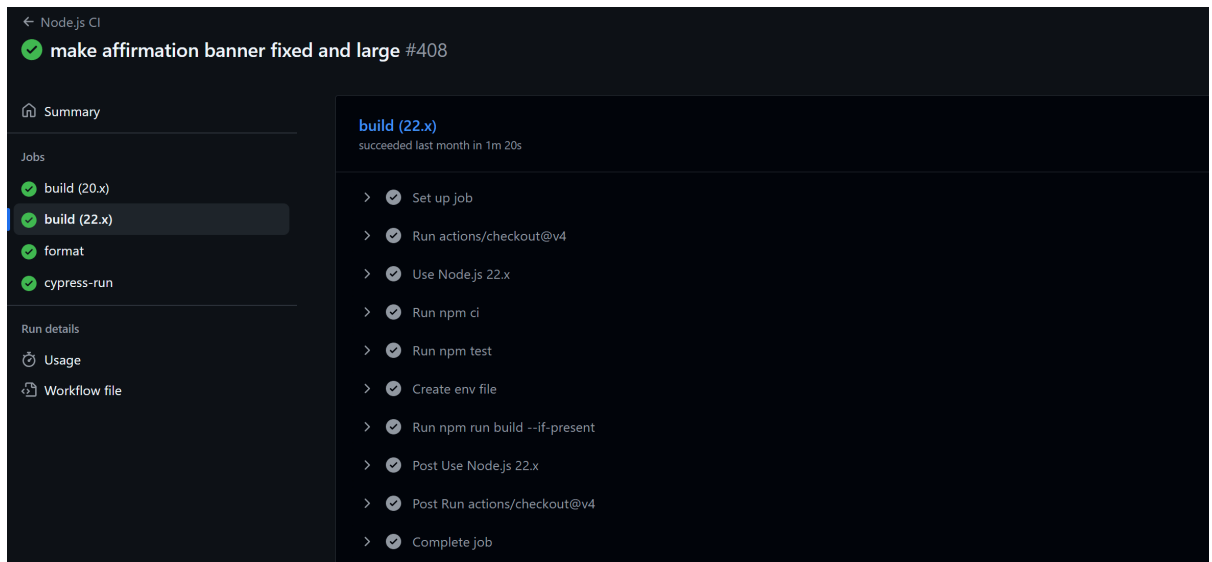 Node.js CI
make affirmation banner fixed and large #408
Summary
Jobs
build (20.x)
build (22.x)
format
cypress-run
Run details
Usage
Workflow file
build (22.x)
succeeded last month in 1m 20s
Set up job
Run actions/checkout@v4
Use Node.js 22.x
Run npm ci
Run npm test
Create env file
Run npm run build --if-present
Post Use Node.js 22.x
Post Run actions/checkout@v4
Complete job